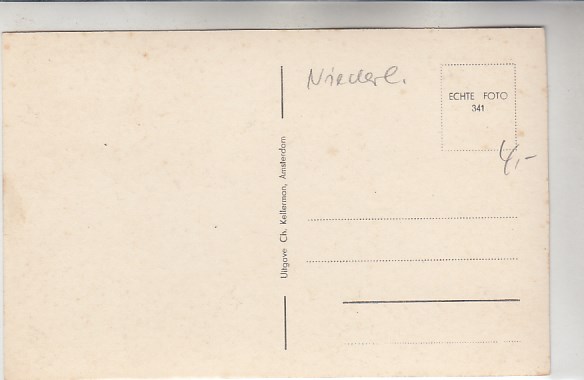 Niederl.
ECHTE FOTO
341
4,-
Uitgave Ch. Kellerman, Amsterdam